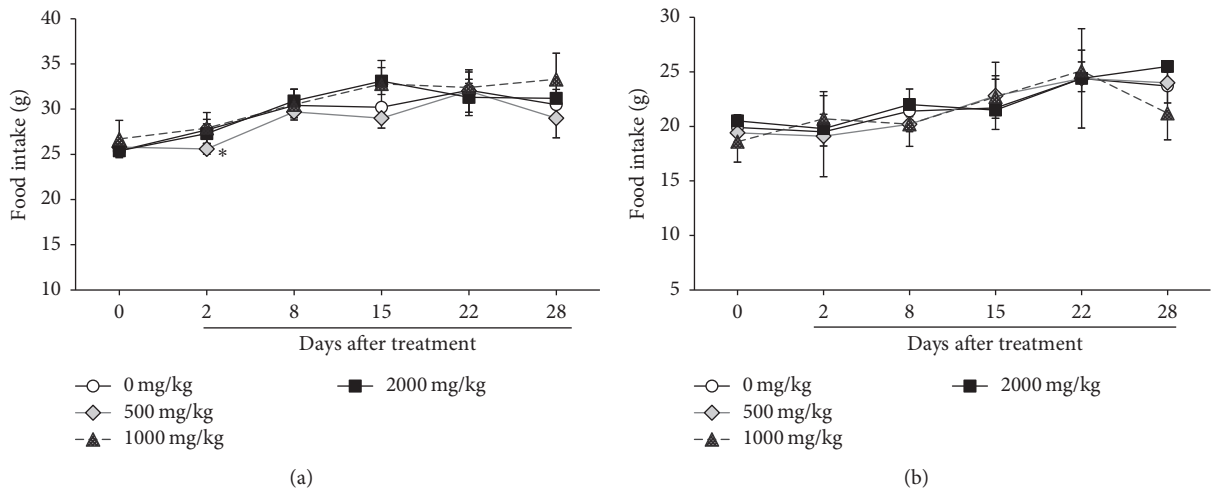 40
35
30
25
20
15
10
Food intake (g)
*
0 2 8 15 22 28
Days after treatment
0 mg/kg
500 mg/kg
1000 mg/kg
2000 mg/kg
(a)
30
25
20
15
10
5
Food intake (g)
0 2 8 15 22 28
Days after treatment
0 mg/kg
500 mg/kg
1000 mg/kg
2000 mg/kg
(b)